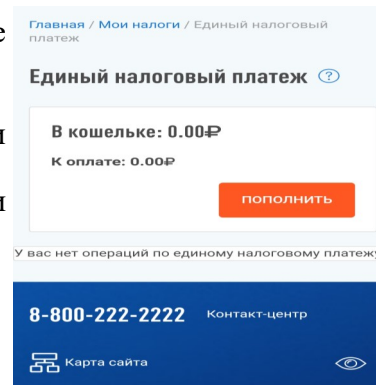 Главная / Мои налоги / Единый налоговый
платеж
Единый налоговый платеж ?
В кошельке: 0.00₽
К оплате: 0.00₽
ПОПОЛНИТЬ
У вас нет операций по единому налоговому платежу
8-800-222-2222 Контакт-центр
Карта сайта